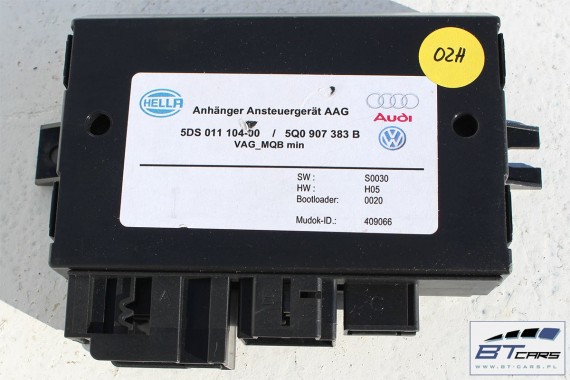 02H
HELLA
Anhänger Ansteuergerät AAG
Audi
5DS 011 104-00 / 5Q0 907 383 B
VAG_MQB min
SW : S0030
HW : H05
Bootloader: 0020
Mudok-ID.: 409066
BTCARS
BT-CARS.PL